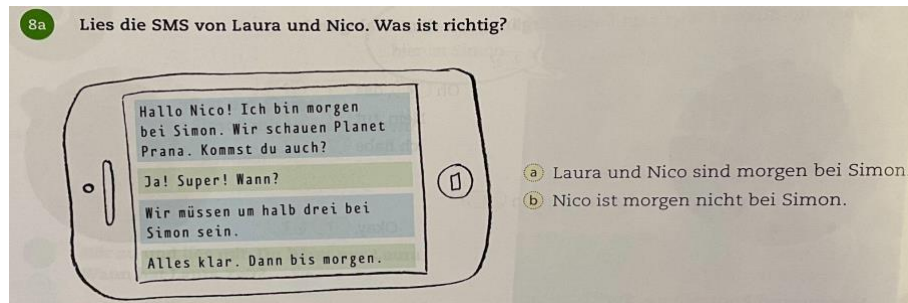 8a Lies die SMS von Laura und Nico. Was ist richtig?
Hallo Nico! Ich bin morgen
bei Simon. Wir schauen Planet
Prana. Kommst du auch?
Ja! Super! Wann?
Wir müssen um halb drei bei
Simon sein.
Alles klar. Dann bis morgen.
a Laura und Nico sind morgen bei Simon
b Nico ist morgen nicht bei Simon.